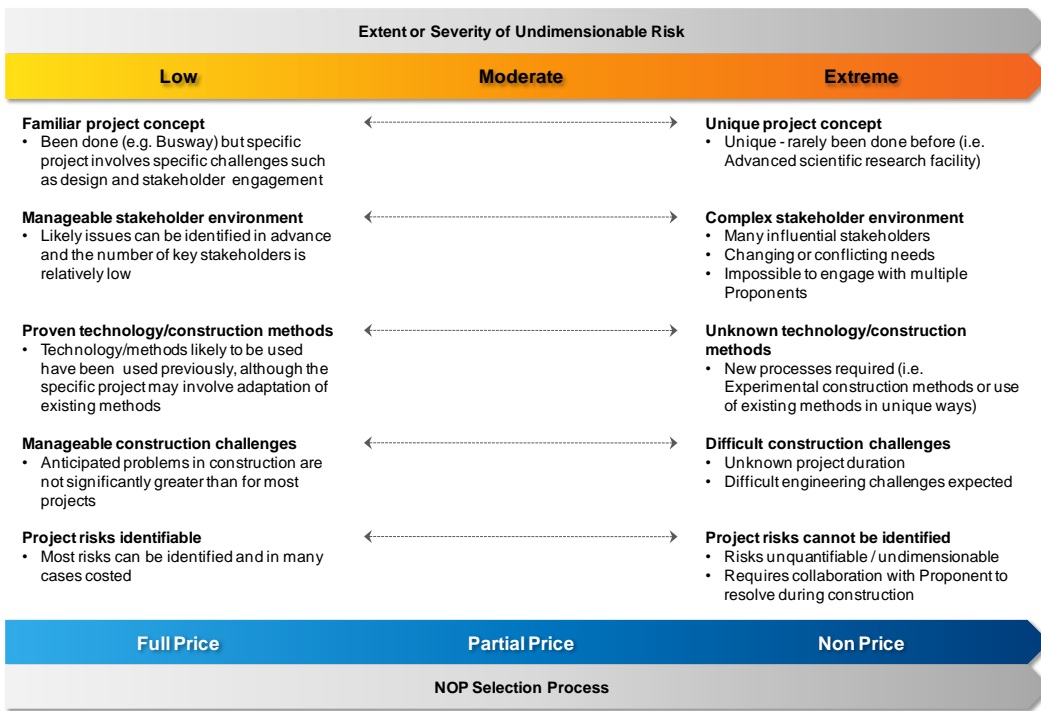 Extent or Severity of Undimensionable Risk
Low
Moderate
Extreme
Familiar project concept
• Been done (e.g. Busway) but specific
project involves specific challenges such
as design and stakeholder engagement
Unique project concept
• Unique - rarely been done before (i.e.
Advanced scientific research facility)
Manageable stakeholder environment
• Likely issues can be identified in advance
and the number of key stakeholders is
relatively low
Complex stakeholder environment
• Many influential stakeholders
• Changing or conflicting needs
• Impossible to engage with multiple
Proponents
Proven technology/construction methods
• Technology/methods likely to be used
have been used previously, although the
specific project may involve adaptation of
existing methods
Unknown technology/construction
methods
• New processes required (i.e.
Experimental construction methods or use
of existing methods in unique ways)
Manageable construction challenges
• Anticipated problems in construction are
not significantly greater than for most
projects
Difficult construction challenges
• Unknown project duration
• Difficult engineering challenges expected
Project risks identifiable
• Most risks can be identified and in many
cases costed
Project risks cannot be identified
• Risks unquantifiable / undimensionable
• Requires collaboration with Proponent to
resolve during construction
Full Price
Partial Price
Non Price
NOP Selection Process